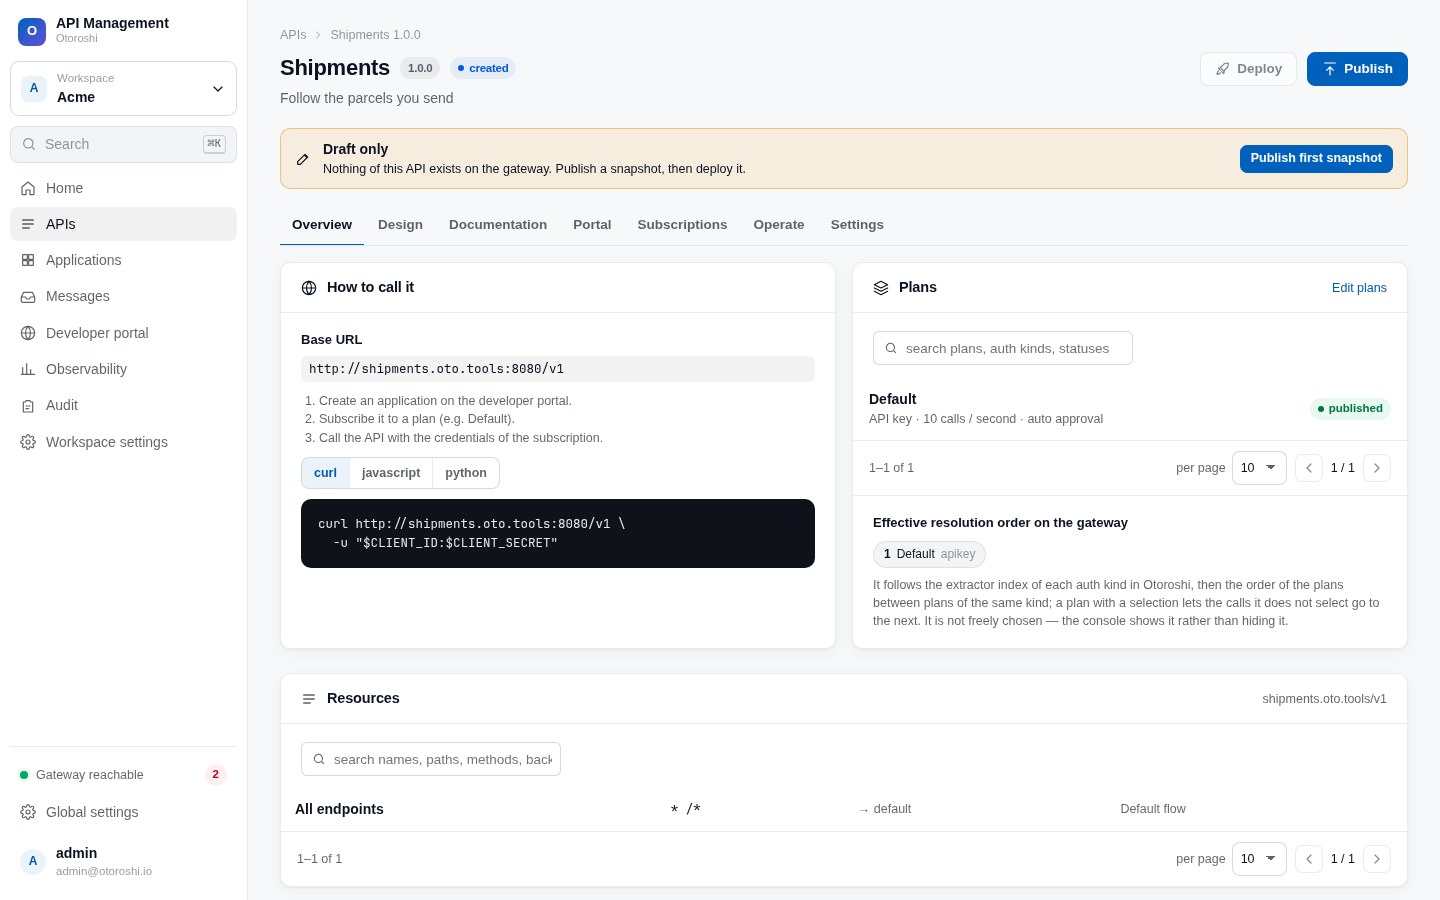 API Management
Otoroshi
Workspace
A Acme
Search ⌘K
Home
APIs
Applications
Messages
Developer portal
Observability
Audit
Workspace settings
Gateway reachable 2
Global settings
A admin
admin@otoroshi.io
APIs > Shipments 1.0.0
Shipments 1.0.0 created
Follow the parcels you send
Deploy Publish
Draft only
Nothing of this API exists on the gateway. Publish a snapshot, then deploy it.
Publish first snapshot
Overview Design Documentation Portal Subscriptions Operate Settings
How to call it
Base URL
http://shipments.oto.tools:8080/v1
1. Create an application on the developer portal.
2. Subscribe it to a plan (e.g. Default).
3. Call the API with the credentials of the subscription.
curl javascript python
curl http://shipments.oto.tools:8080/v1 \
-u "$CLIENT_ID:$CLIENT_SECRET"
Plans Edit plans
search plans, auth kinds, statuses
Default
API key · 10 calls / second · auto approval
published
1–1 of 1 per page 10 1 / 1
Effective resolution order on the gateway
1 Default apikey
It follows the extractor index of each auth kind in Otoroshi, then the order of the plans
between plans of the same kind; a plan with a selection lets the calls it does not select go to
the next. It is not freely chosen — the console shows it rather than hiding it.
Resources shipments.oto.tools/v1
search names, paths, methods, back
All endpoints * /* → default Default flow
1–1 of 1 per page 10 1 / 1